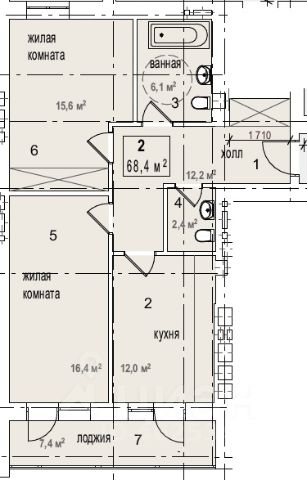 жилая
комната
ванная
6,1 м²
3
15,6 м²
1 710
2
68,4 м²
холл
1
6
12,2 м²
4
2,4 м²
5
жилая
комната
2
кухня
16,4 м²
12,0 м²
7,4 м²
лоджия
7